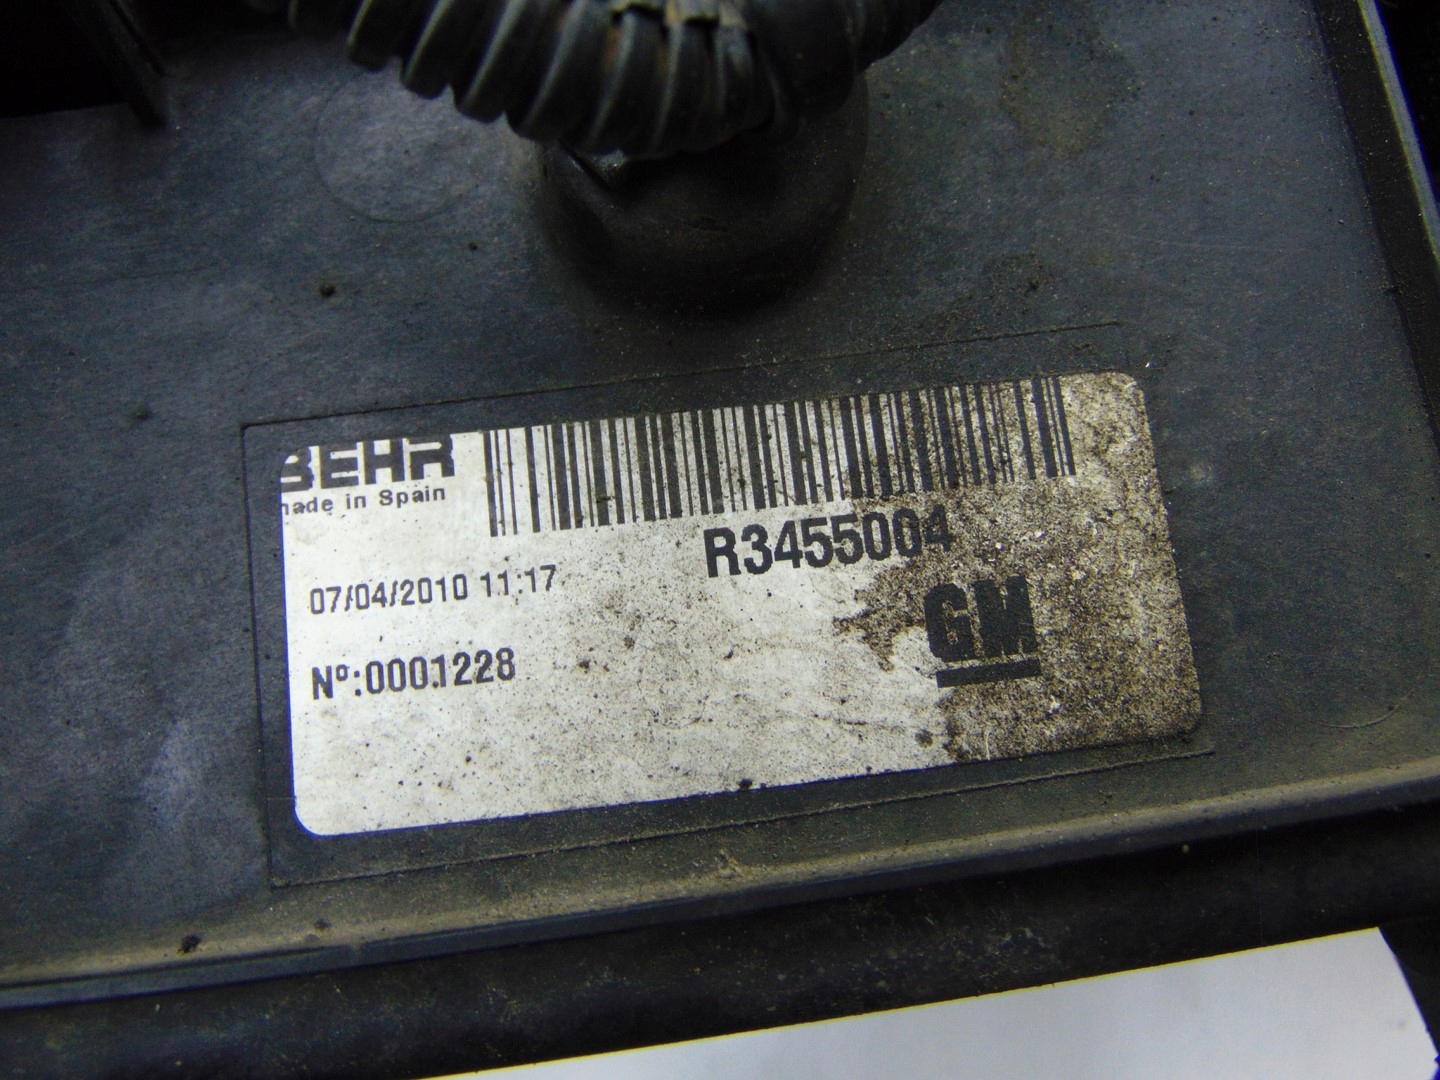 BEHR
made in Spain
R3455004
07/04/2010 11:17
GM
Nº:0001228